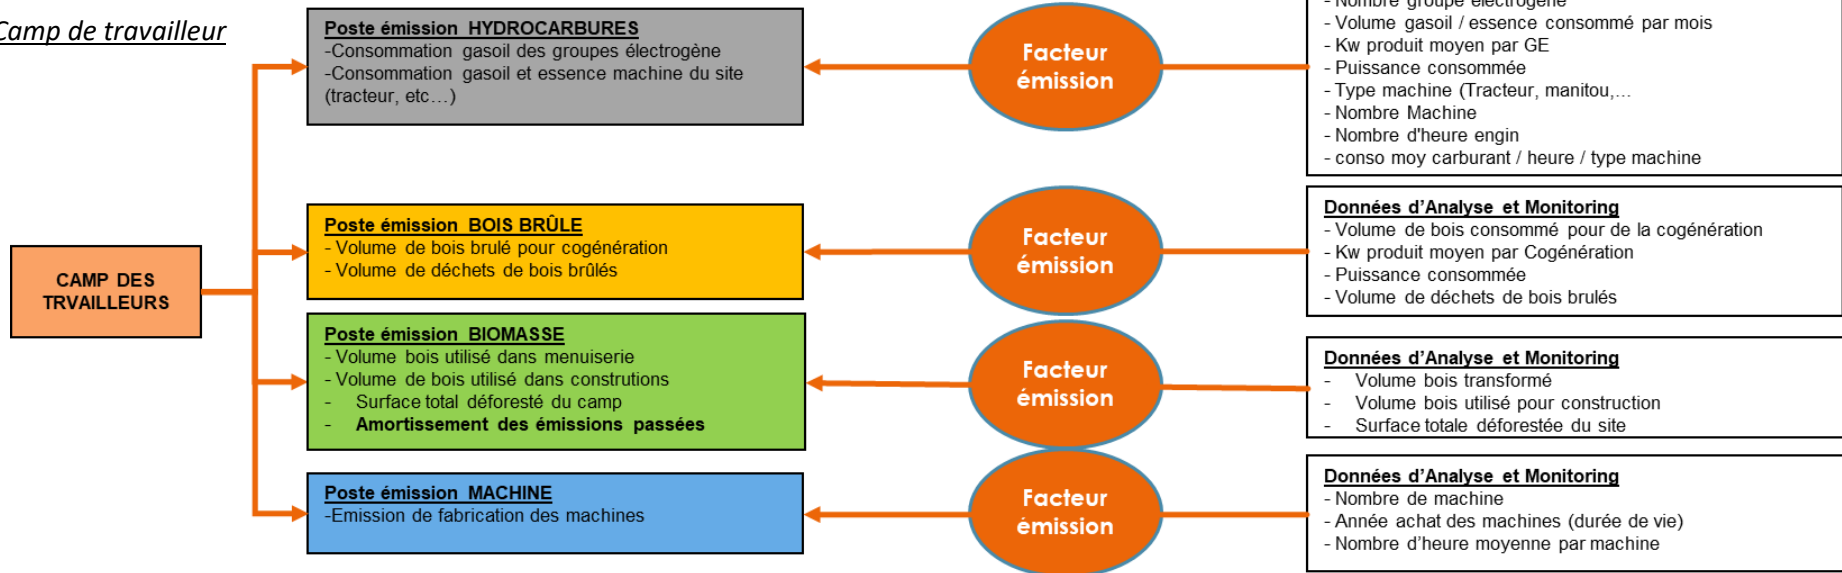 Camp de travailleur
CAMP DES
TRVAILLEURS
Poste émission HYDROCARBURES
-Consommation gasoil des groupes électrogène
-Consommation gasoil et essence machine du site
(tracteur, etc…)
Facteur
émission
- Nombre groupe électrogène
- Volume gasoil / essence consommé par mois
- Kw produit moyen par GE
- Puissance consommée
- Type machine (Tracteur, manitou,…
- Nombre Machine
- Nombre d'heure engin
- conso moy carburant / heure / type machine
Poste émission BOIS BRÛLE
- Volume de bois brulé pour cogénération
- Volume de déchets de bois brûlés
Facteur
émission
Données d’Analyse et Monitoring
- Volume de bois consommé pour de la cogénération
- Kw produit moyen par Cogénération
- Puissance consommée
- Volume de déchets de bois brulés
Poste émission BIOMASSE
- Volume bois utilisé dans menuiserie
- Volume de bois utilisé dans construtions
- Surface total déforesté du camp
- Amortissement des émissions passées
Facteur
émission
Données d’Analyse et Monitoring
- Volume bois transformé
- Volume bois utilisé pour construction
- Surface totale déforestée du site
Poste émission MACHINE
-Emission de fabrication des machines
Facteur
émission
Données d’Analyse et Monitoring
- Nombre de machine
- Année achat des machines (durée de vie)
- Nombre d’heure moyenne par machine